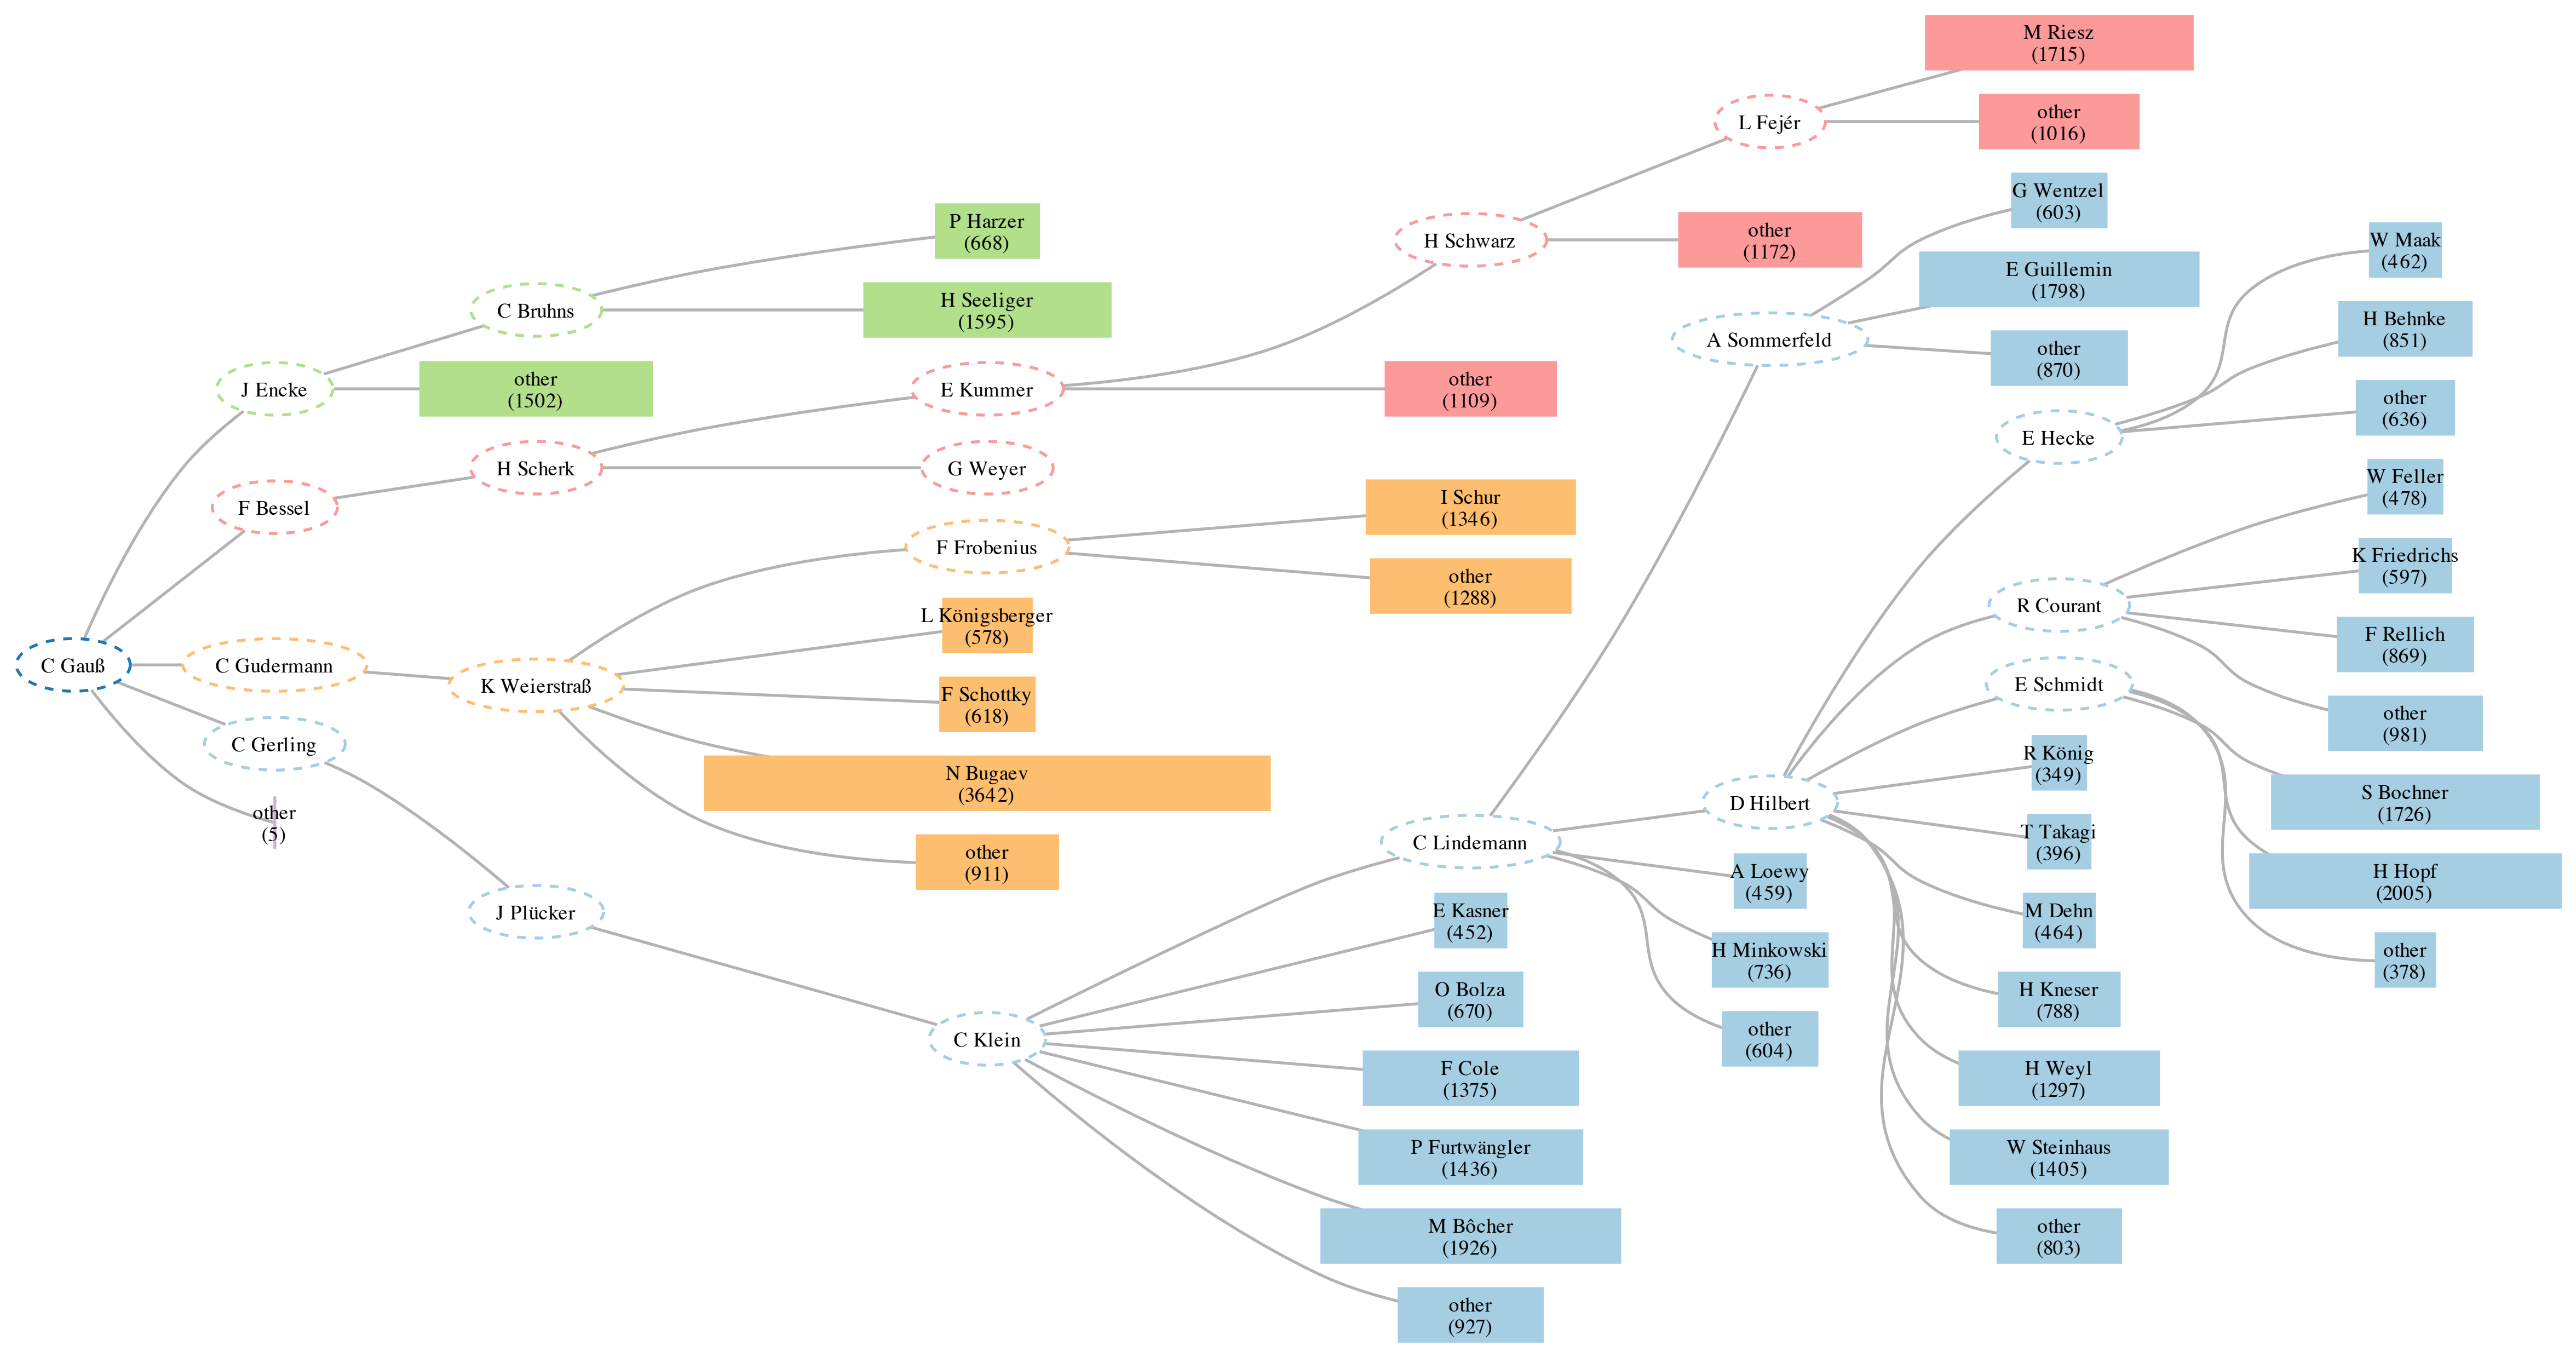 M Riesz
(1715)
L Fejér
other
(1016)
G Wentzel
(603)
P Harzer
(668)
H Schwarz
other
(1172)
W Maak
(462)
E Guillemin
(1798)
C Bruhns
H Seeliger
(1595)
A Sommerfeld
H Behnke
(851)
other
(870)
J Encke
other
(1502)
E Kummer
other
(1109)
other
(636)
E Hecke
F Bessel
H Scherk
G Weyer
W Feller
(478)
I Schur
(1346)
F Frobenius
K Friedrichs
(597)
other
(1288)
R Courant
L Königsberger
(578)
F Rellich
(869)
C Gauß
C Gudermann
K Weierstraß
F Schottky
(618)
E Schmidt
other
(981)
C Gerling
R König
(349)
N Bugaev
(3642)
S Bochner
(1726)
D Hilbert
other
(5)
T Takagi
(396)
C Lindemann
other
(911)
A Loewy
(459)
H Hopf
(2005)
J Plücker
E Kasner
(452)
M Dehn
(464)
H Minkowski
(736)
other
(378)
O Bolza
(670)
H Kneser
(788)
C Klein
other
(604)
F Cole
(1375)
H Weyl
(1297)
P Furtwängler
(1436)
W Steinhaus
(1405)
M Bôcher
(1926)
other
(803)
other
(927)